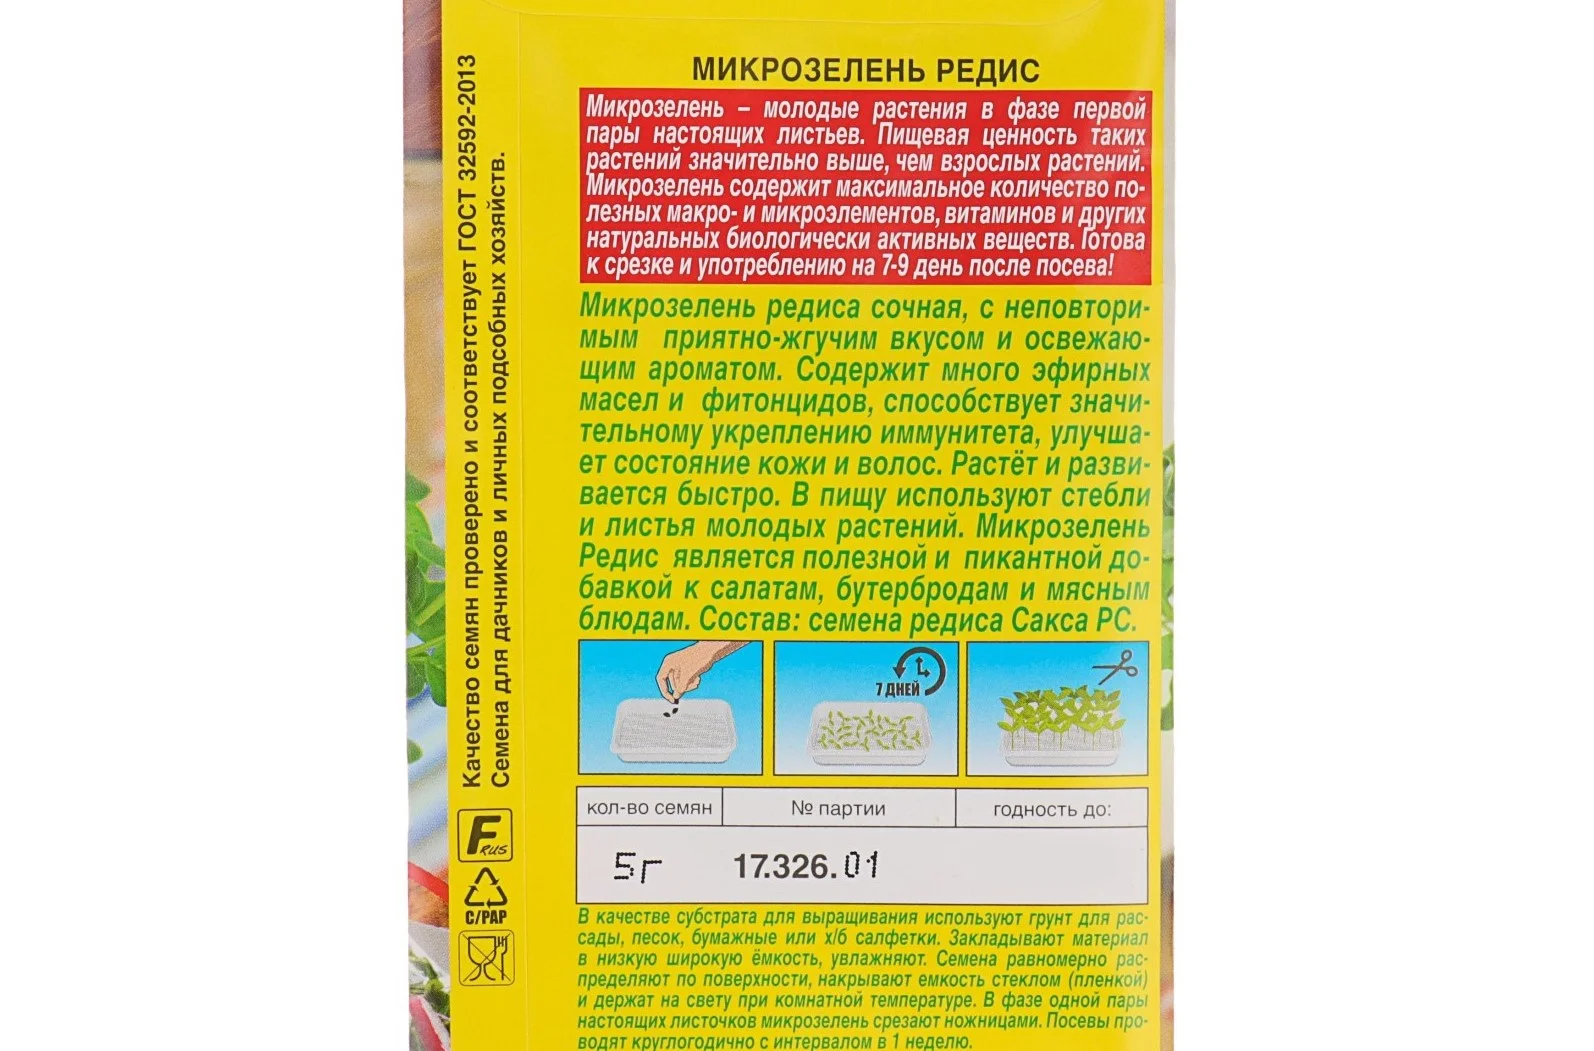 МИКРОЗЕЛЕНЬ РЕДИС
Микрозелень – молодые растения в фазе первой
пары настоящих листьев. Пищевая ценность таких
растений значительно выше, чем взрослых растений.
Микрозелень содержит максимальное количество по-
лезных макро- и микроэлементов, витаминов и других
натуральных биологически активных веществ. Готова
к срезке и употреблению на 7-9 день после посева!
Микрозелень редиса сочная, с неповтори-
мым приятно-жгучим вкусом и освежаю-
щим ароматом. Содержит много эфирных
масел и фитонцидов, способствует значи-
тельному укреплению иммунитета, улучша-
ет состояние кожи и волос. Растёт и разви-
вается быстро. В пищу используют стебли
и листья молодых растений. Микрозелень
Редис является полезной и пикантной до-
бавкой к салатам, бутербродам и мясным
блюдам. Состав: семена редиса Сакса РС.
7 ДНЕЙ
кол-во семян № партии годность до:
5г 17.326.01
В качестве субстрата для выращивания используют грунт для рас-
сады, песок, бумажные или х/б салфетки. Закладывают материал
в низкую широкую ёмкость, увлажняют. Семена равномерно рас-
пределяют по поверхности, накрывают емкость стеклом (пленкой)
и держат на свету при комнатной температуре. В фазе одной пары
настоящих листочков микрозелень срезают ножницами. Посевы про-
водят круглогодично с интервалом в 1 неделю.
Качество семян проверено и соответствует ГОСТ 32592-2013
Семена для дачников и личных подсобных хозяйств.
F RUS
C/PAP